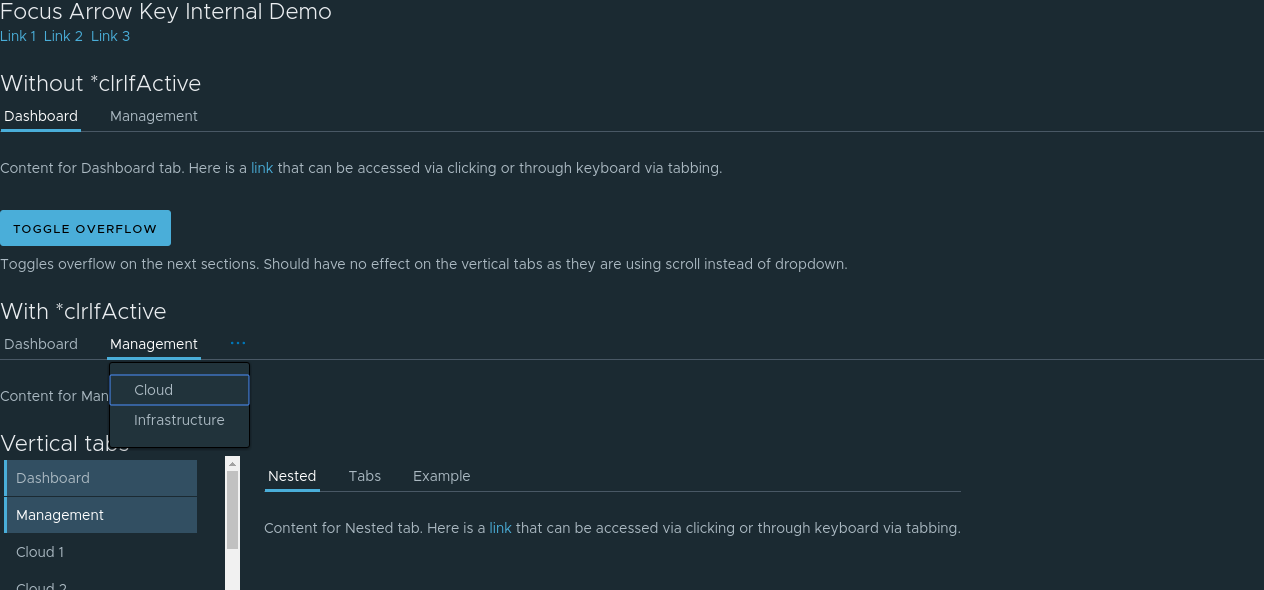 Focus Arrow Key Internal Demo
Link 1 Link 2 Link 3
Without *clrIfActive
Dashboard Management
Content for Dashboard tab. Here is a link that can be accessed via clicking or through keyboard via tabbing.
TOGGLE OVERFLOW
Toggles overflow on the next sections. Should have no effect on the vertical tabs as they are using scroll instead of dropdown.
With *clrIfActive
Dashboard Management ...
Cloud
Content for Man
Infrastructure
Vertical tabs
Dashboard
Nested Tabs Example
Management
Content for Nested tab. Here is a link that can be accessed via clicking or through keyboard via tabbing.
Cloud 1
Cloud 2